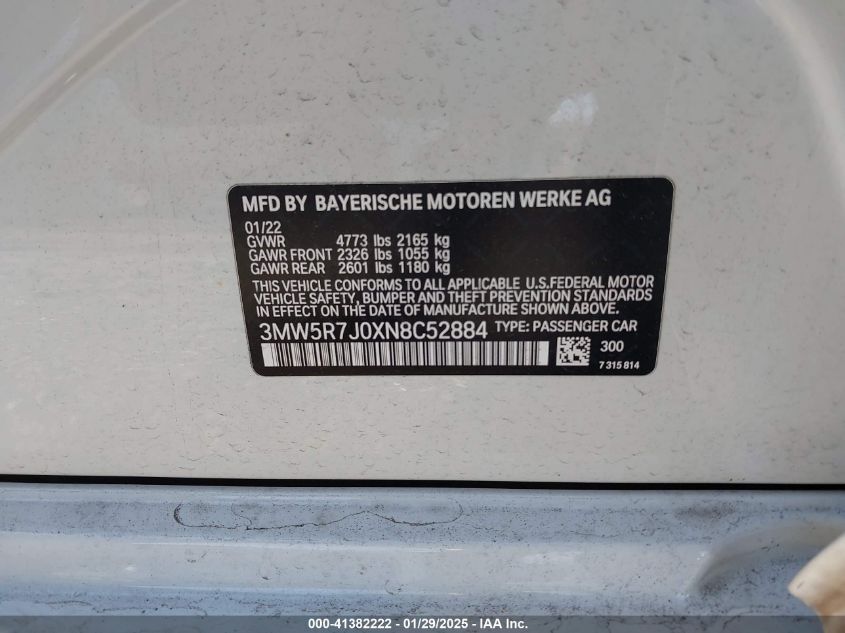 MFD BY BAYERISCHE MOTOREN WERKE AG
01/22
GVWR 4773 lbs 2165 kg
GAWR FRONT 2326 lbs 1055 kg
GAWR REAR 2601 lbs 1180 kg
THIS VEHICLE CONFORMS TO ALL APPLICABLE U.S.FEDERAL MOTOR
VEHICLE SAFETY, BUMPER AND THEFT PREVENTION STANDARDS
IN EFFECT ON THE DATE OF MANUFACTURE SHOWN ABOVE.
3MW5R7J0XN8C52884 TYPE: PASSENGER CAR
300
7 315 814
000-41382222 - 01/29/2025 - IAA Inc.